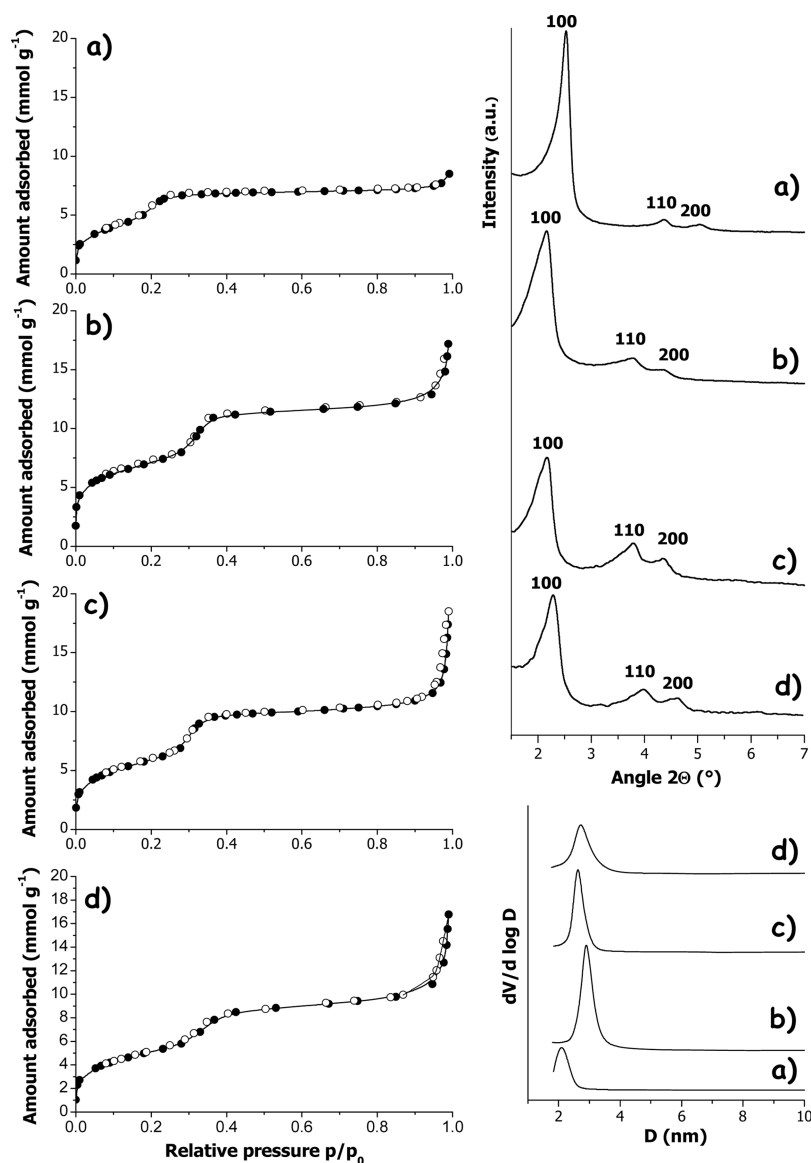 a)
Amount adsorbed (mmol g⁻¹)
20
15
10
5
0
0.0 0.2 0.4 0.6 0.8 1.0
b)
Amount adsorbed (mmol g⁻¹)
20
15
10
5
0
0.0 0.2 0.4 0.6 0.8 1.0
c)
Amount adsorbed (mmol g⁻¹)
20
15
10
5
0
0.0 0.2 0.4 0.6 0.8 1.0
d)
Amount adsorbed (mmol g⁻¹)
20
18
16
14
12
10
8
6
4
2
0
0.0 0.2 0.4 0.6 0.8 1.0
Relative pressure p/p₀
Intensity (a.u.)
100
110
200
a)
100
110
200
b)
100
110
200
c)
100
110
200
d)
2 3 4 5 6 7
Angle 2Θ (°)
dV/d log D
d)
c)
b)
a)
2 4 6 8 10
D (nm)